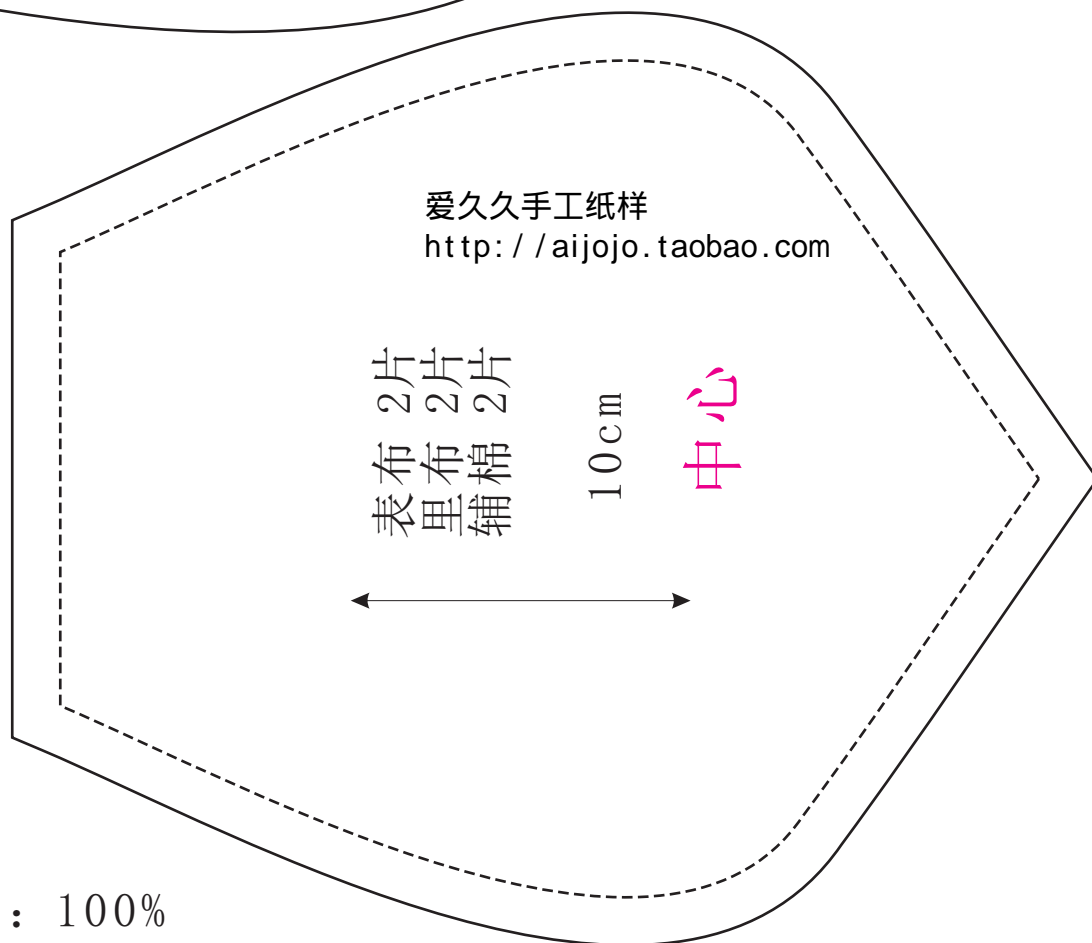 爱久久手工纸样
http://aijojo.taobao.com
表布 2片
里布 2片
辅棉 2片
10cm
中心
: 100%